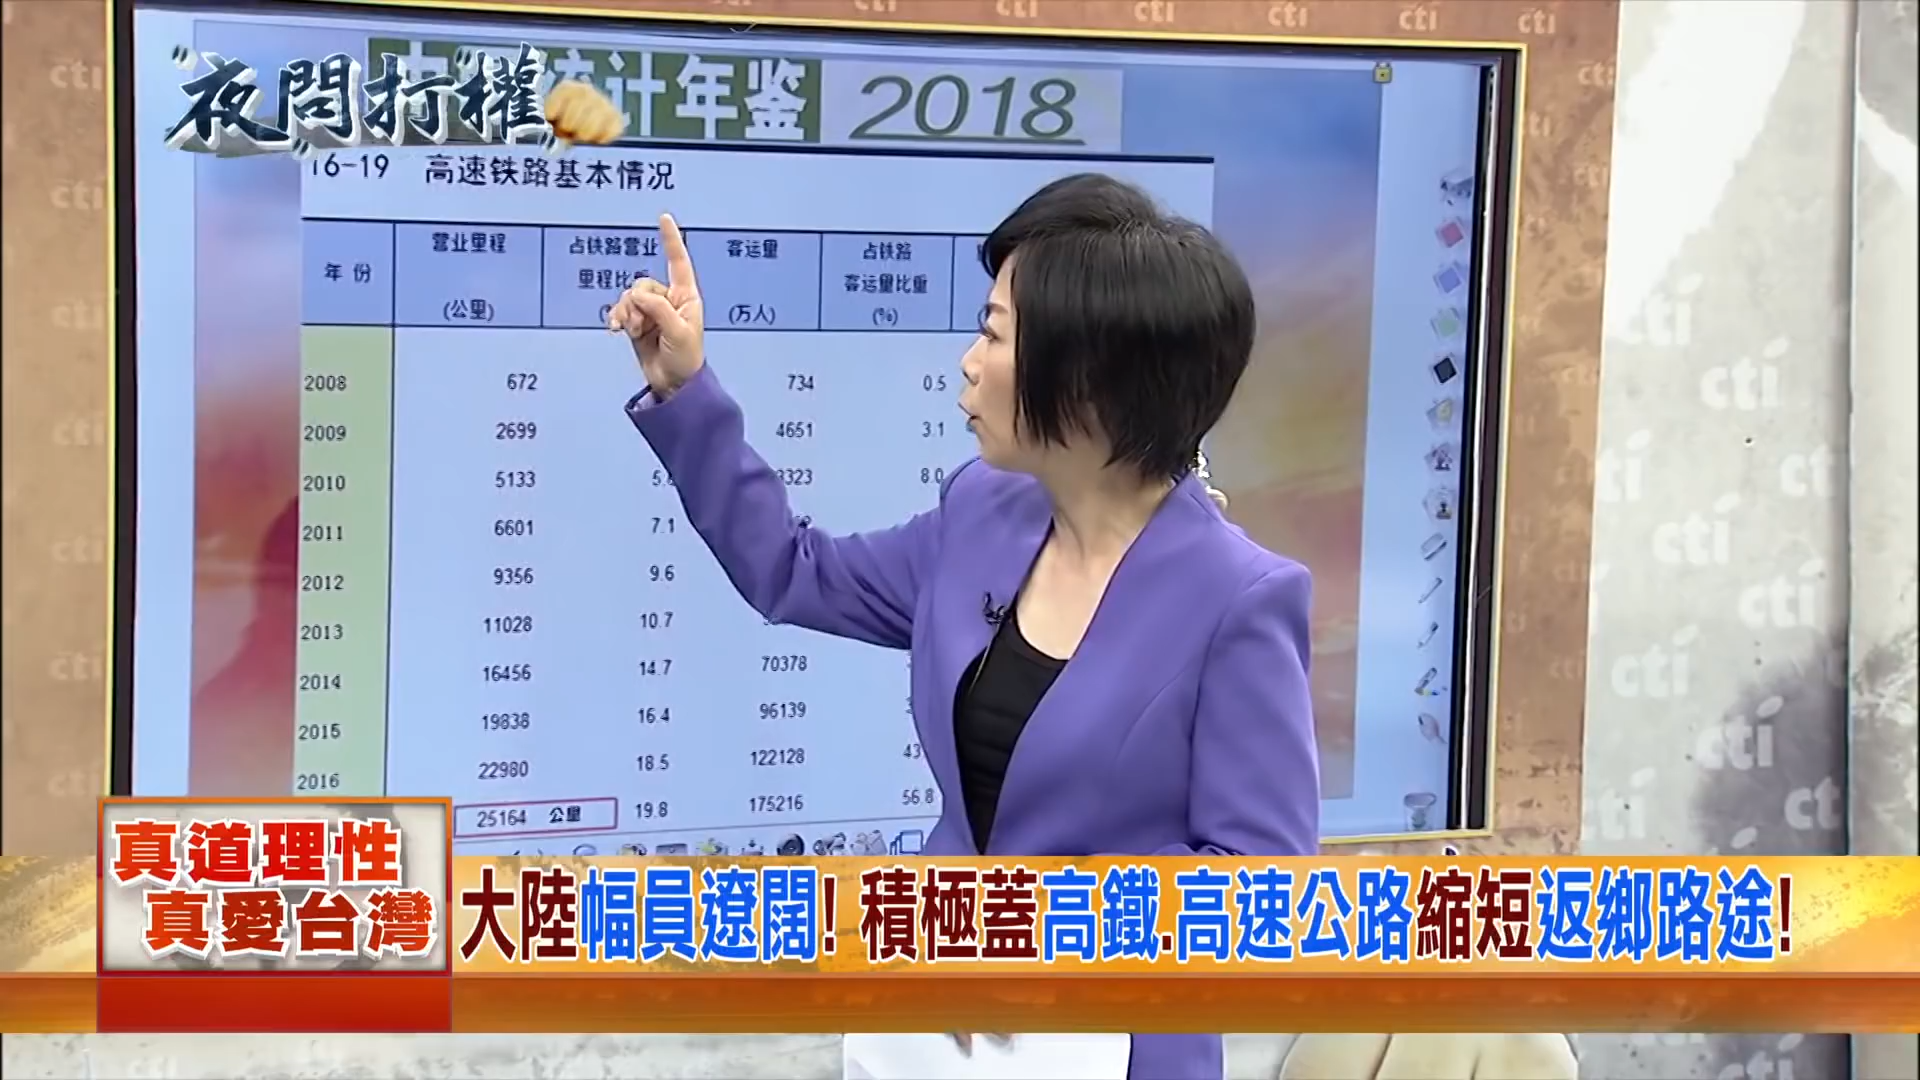 "夜問打權"
计年鉴 2018
16-19 高速铁路基本情况
年 份
营业里程
(公里)
占铁路营业
里程比重
客运量
(万人)
占铁路
客运量比重
(%)
2008 672 734 0.5
2009 2699 4651 3.1
2010 5133 8.0
2011 6601 7.1
2012 9356 9.6
2013 11028 10.7
2014 16456 14.7 70378
2015 19838 16.4 96139
2016 22980 18.5 122128 43
25164 公里 19.8 175216 56.8
真道理性
真愛台灣
大陸幅員遼闊! 積極蓋高鐵.高速公路縮短返鄉路途!
cti